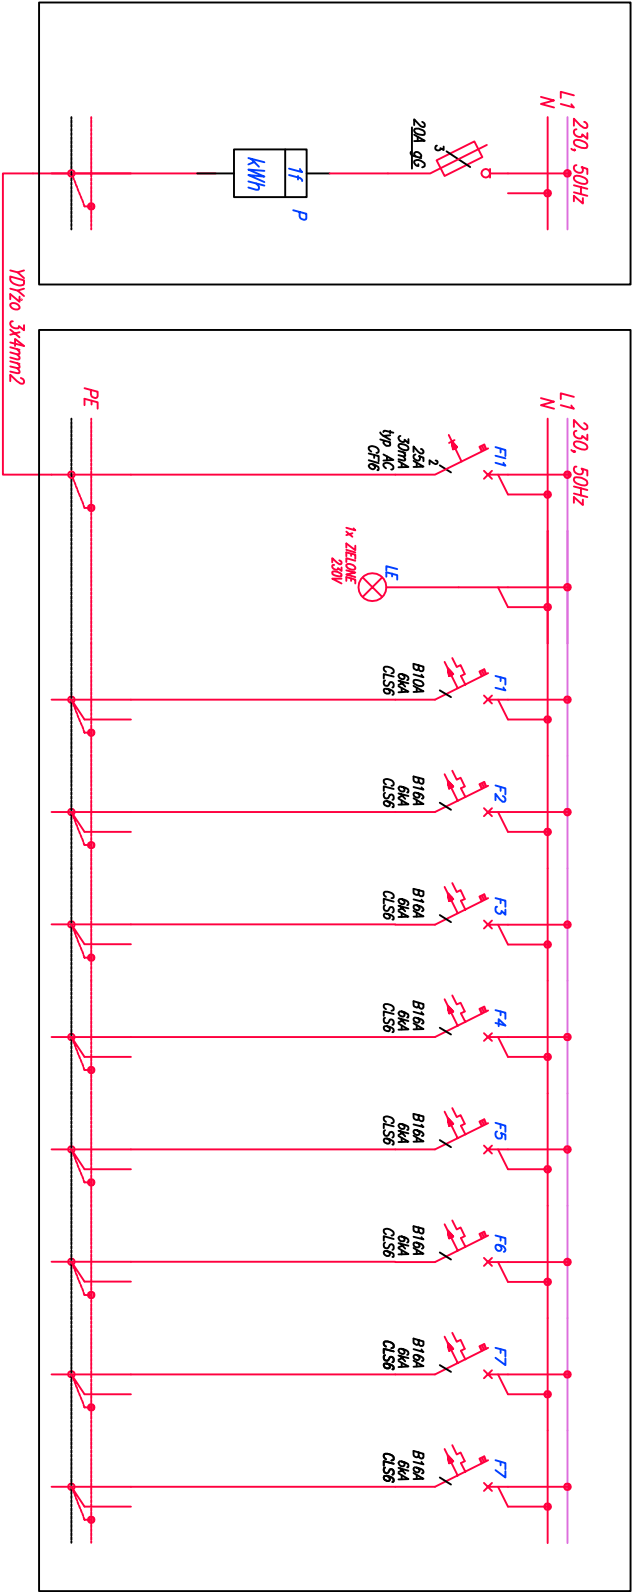 L1 230, 50Hz
N
20A gG
3
1f
kWh
P
YDYżo 3x4mm2
L1 230, 50Hz
N
PE
FI1
2
25A
30mA
typ AC
CFI6
LE
1x ZIELONE
230V
F1
B10A
6kA
CLS6
F2
B16A
6kA
CLS6
F3
B16A
6kA
CLS6
F4
B16A
6kA
CLS6
F5
B16A
6kA
CLS6
F6
B16A
6kA
CLS6
F7
B16A
6kA
CLS6
F7
B16A
6kA
CLS6